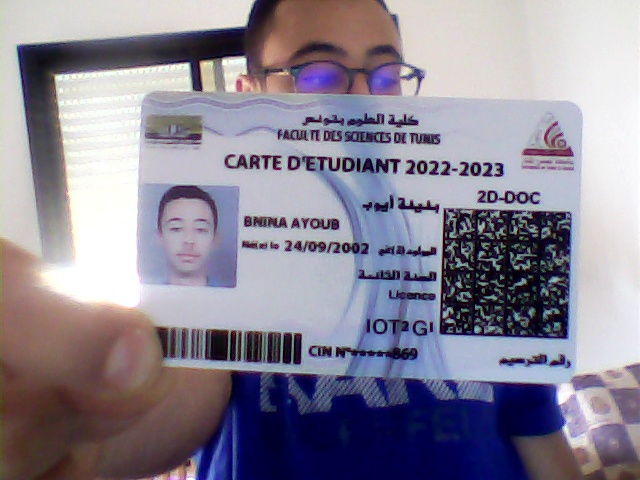 كلية العلوم بتونس
FACULTE DES SCIENCES DE TUNIS
CARTE D'ETUDIANT 2022-2023
2D-DOC
بنينة أيوب
BNINA AYOUB
Né(e) le 24/09/2002 المولود(ة) في
السنة الثالثة
Licence
IOT2G1
CIN N°*****869
رقم الترسيم